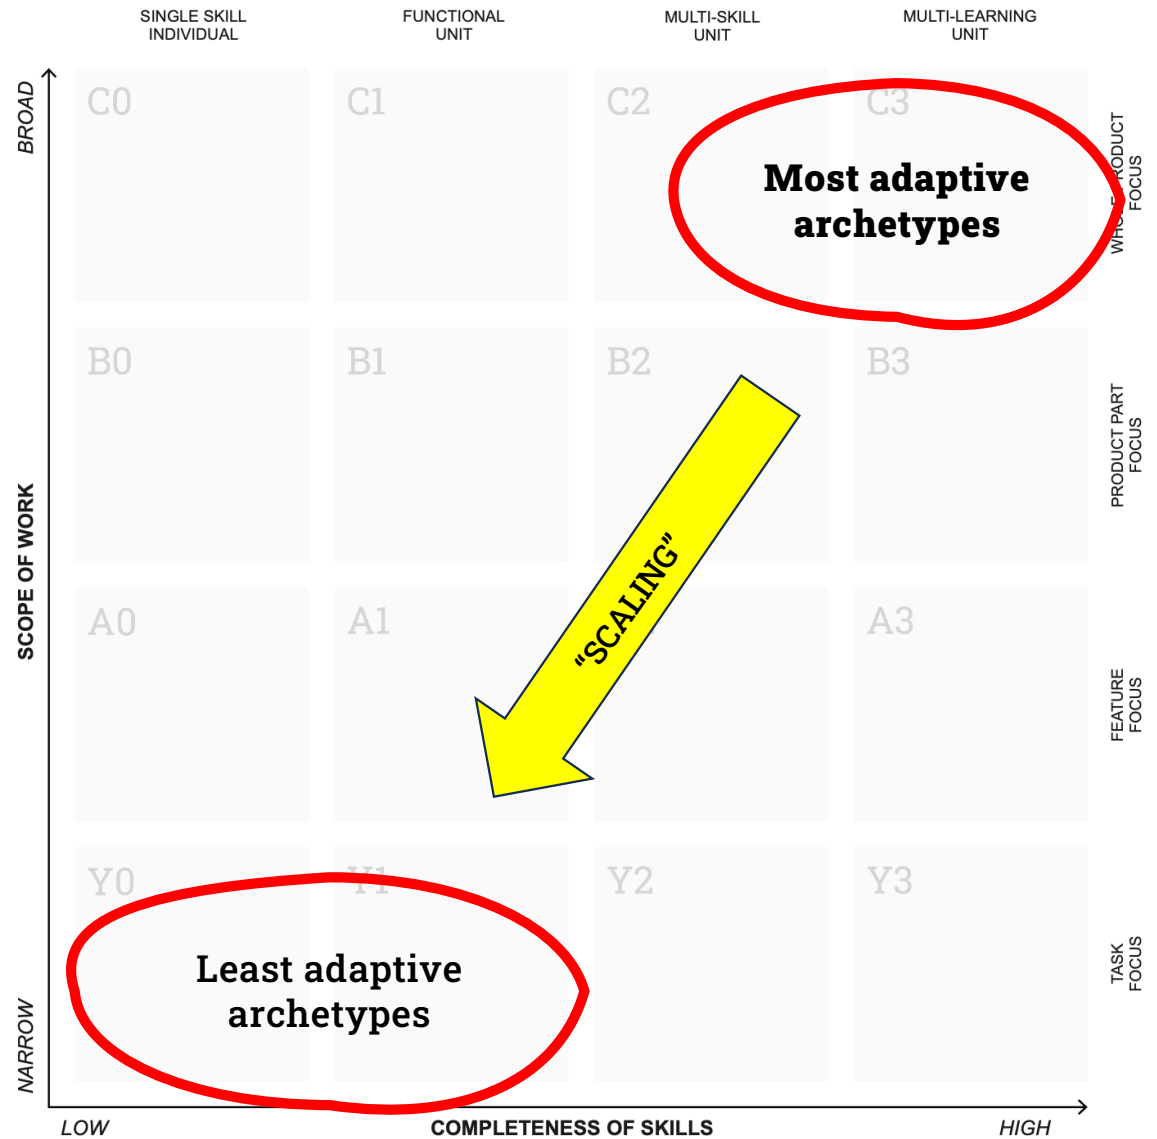 SINGLE SKILL
INDIVIDUAL
FUNCTIONAL
UNIT
MULTI-SKILL
UNIT
MULTI-LEARNING
UNIT
BROAD
C0
C1
C2
C3
Most adaptive
archetypes
PRODUCT
FOCUS
B0
B1
B2
B3
PRODUCT PART
FOCUS
SCOPE OF WORK
"SCALING"
A0
A1
A3
FEATURE
FOCUS
Y0
Y1
Y2
Y3
Least adaptive
archetypes
TASK
FOCUS
NARROW
LOW
COMPLETENESS OF SKILLS
HIGH